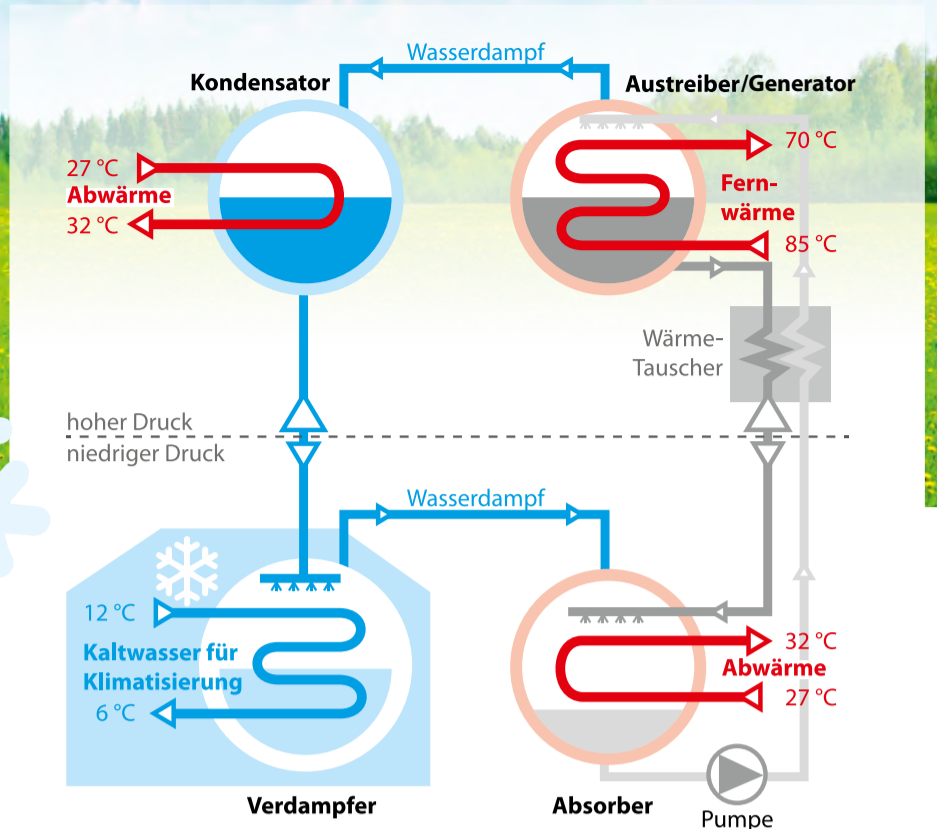 Wasserdampf
Kondensator
Austreiber/Generator
27 °C
Abwärme
32 °C
70 °C
Fern-
wärme
85 °C
Wärme-
Tauscher
hoher Druck
niedriger Druck
Wasserdampf
12 °C
Kaltwasser für
Klimatisierung
6 °C
32 °C
Abwärme
27 °C
Verdampfer
Absorber
Pumpe